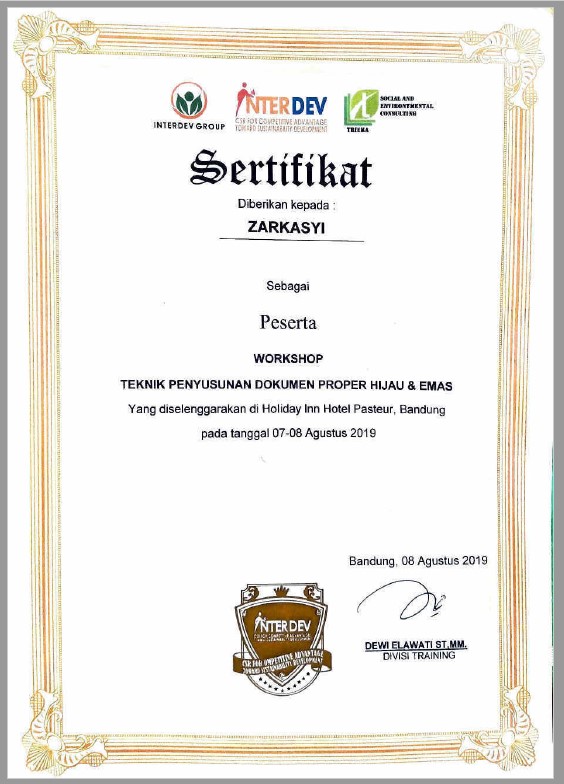 INTERDEV GROUP
INTERDEV
CSR FOR COMPETITIVE ADVANTAGE
TOWARD SUSTAINABILITY DEVELOPMENT
TRIXMA
SOCIAL AND
ENVIRONTMENTAL
CONSULTING
Sertifikat
Diberikan kepada :
ZARKASYI
Sebagai
Peserta
WORKSHOP
TEKNIK PENYUSUNAN DOKUMEN PROPER HIJAU & EMAS
Yang diselenggarakan di Holiday Inn Hotel Pasteur, Bandung
pada tanggal 07-08 Agustus 2019
Bandung, 08 Agustus 2019
INTERDEV
CSR FOR COMPETITIVE ADVANTAGE
TOWARD SUSTAINABILITY DEVELOPMENT
DEWI ELAWATI ST,MM.
DIVISI TRAINING